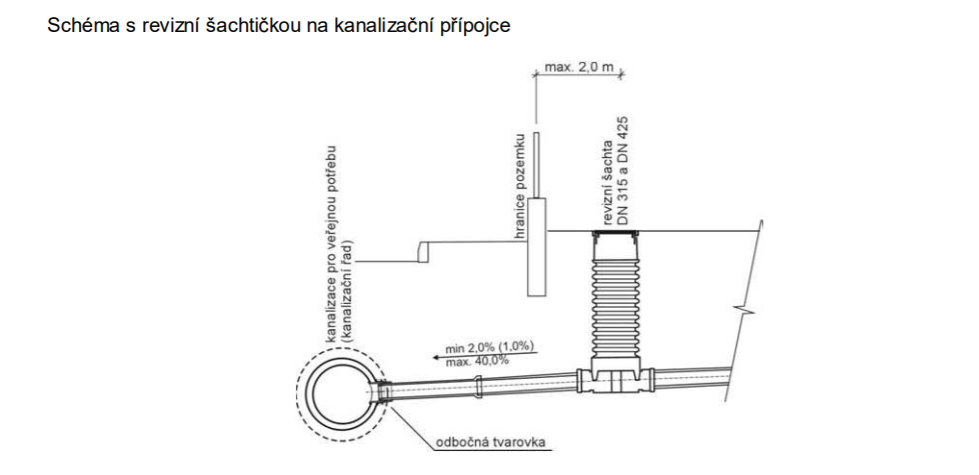 Schéma s revizní šachtičkou na kanalizační přípojce
max. 2,0 m
kanalizace pro veřejnou potřebu
(kanalizační řad)
hranice pozemku
revizní šachta
DN 315 a DN 425
min 2,0% (1,0%)
max. 40,0%
odbočná tvarovka